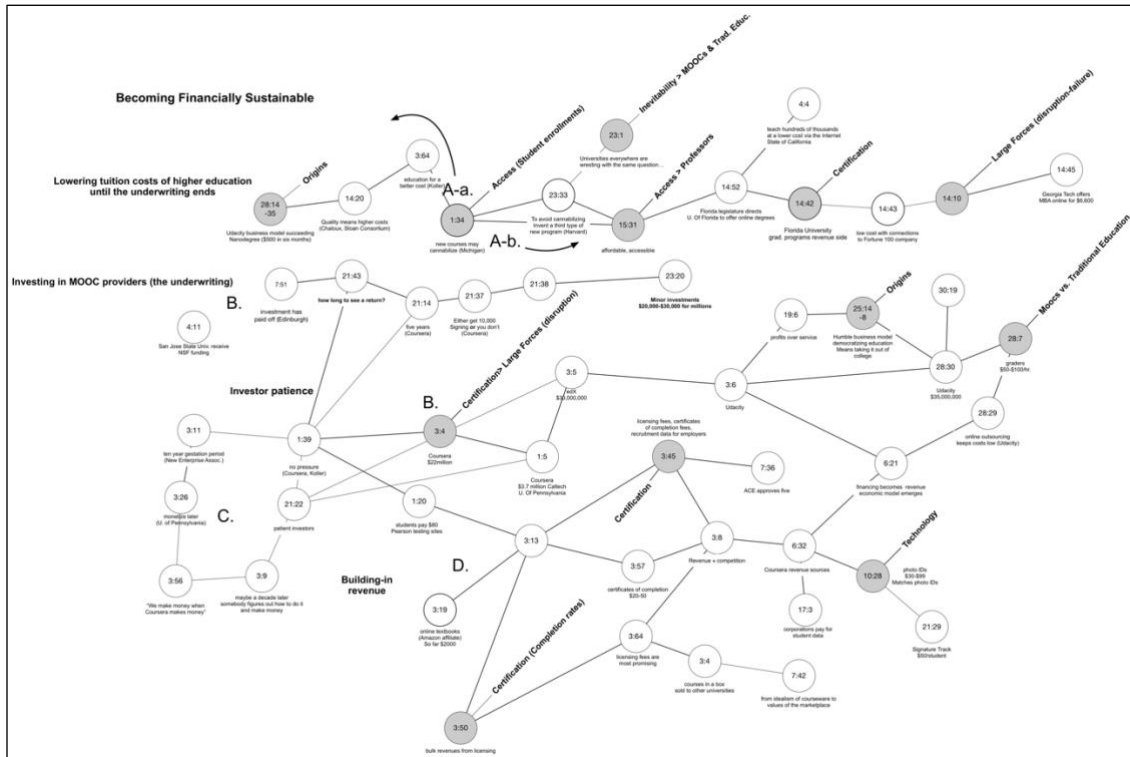 Becoming Financially Sustainable
Lowering tuition costs of higher education
until the underwriting ends
Origins
28:14
-35
Udacity business model succeeding
Nanodegree ($500 in six months)
14:20
Quality means higher costs
(Chaloux, Sloan Consortium)
3:64
education for a
better cost (Koller)
A-a.
Access (Student enrollments)
1:34
new courses may
cannabilize (Michigan)
A-b.
23:33
To avoid cannabilizing
Invent a third type of
new program (Harvard)
Inevitability > MOOCs & Trad. Educ.
23:1
Universities everywhere are
wrestling with the same question...
Access > Professors
15:31
affordable, accessible
14:52
Florida legislature directs
U. Of Florida to offer online degrees
4:4
teach hundreds of thousands
at a lower cost via the Internet
State of California
Certification
14:42
Florida University
grad. programs revenue side
14:43
low cost with connections
to Fortune 100 company
Large Forces (disruption-failure)
14:10
14:45
Georgia Tech offers
MBA online for $6,600
Investing in MOOC providers (the underwriting)
B.
7:51
investment has
paid off (Edinburgh)
21:43
how long to see a return?
21:14
five years
(Coursera)
21:37
Either get 10,000
Signing or you don't
(Coursera)
21:38
23:20
Minor investments
$20,000-$30,000 for millions
4:11
San Jose State Univ. receive
NSF funding
Investor patience
3:11
ten year gestation period
(New Enterprise Assoc.)
1:39
no pressure
(Coursera, Koller)
B.
Certification> Large Forces (disruption)
3:4
Coursera
$22million
3:5
edX
1:5
Coursera
$3.7 million Caltech
U. Of Pennsylvania
3:6
Udacity
19:6
profits over service
Origins
25:14
-8
Humble business model
democratizing education
Means taking it out of
college
30:19
28:30
Udacity
$35,000,000
Moocs vs. Traditional Education
28:7
graders
$50-$100/hr.
28:29
online outsourcing
keeps costs low (Udacity)
6:21
financing becomes revenue
economic model emerges
C.
3:26
monetize later
(U. of Pennsylvania)
3:56
"We make money when
Coursera makes money"
3:9
maybe a decade later
somebody figures out how to do it
and make money
21:22
patient investors
1:20
students pay $80
Pearson testing sites
Building-in
revenue
D.
3:13
3:19
online textbooks
(Amazon affiliate)
So far $2000
licensing fees, certificates
of completion fees,
recruitment data for employers
3:45
Certification
7:36
ACE approves five
3:57
certificates of completion
$20-50
3:8
Revenue + competition
6:32
Coursera revenue sources
Technology
10:28
photo IDs
$30-$99
Matches photo IDs
17:3
corporations pay for
student data
21:29
Signature Track
$50/student
3:64
licensing fees are
most promising
3:4
courses in a box
sold to other universities
7:42
from idealism of courseware to
values of the marketplace
Certification (Completion rates)
3:50
bulk revenues from licensing